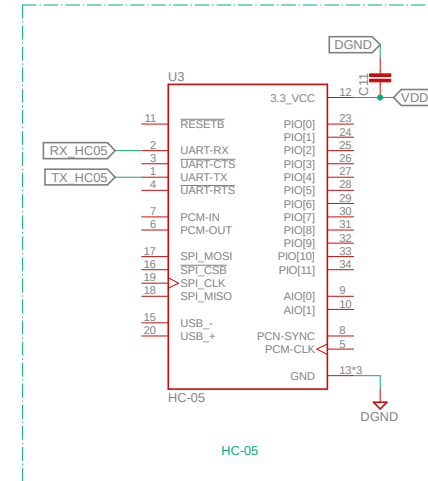 DGND
C11
U3
3.3_VCC 12 VDD
11 RESETB PIO[0] 23
PIO[1] 24
RX_HC05 2 UART-RX PIO[2] 25
3 UART-CTS PIO[3] 26
TX_HC05 1 UART-TX PIO[4] 27
4 UART-RTS PIO[5] 28
PIO[6] 29
7 PCM-IN PIO[7] 30
6 PCM-OUT PIO[8] 31
PIO[9] 32
17 SPI_MOSI PIO[10] 33
16 SPI_CSB PIO[11] 34
19 SPI_CLK
18 SPI_MISO AIO[0] 9
AIO[1] 10
15 USB_-
20 USB_+ PCN-SYNC 8
PCM-CLK 5
GND 13*3
HC-05
DGND
HC-05